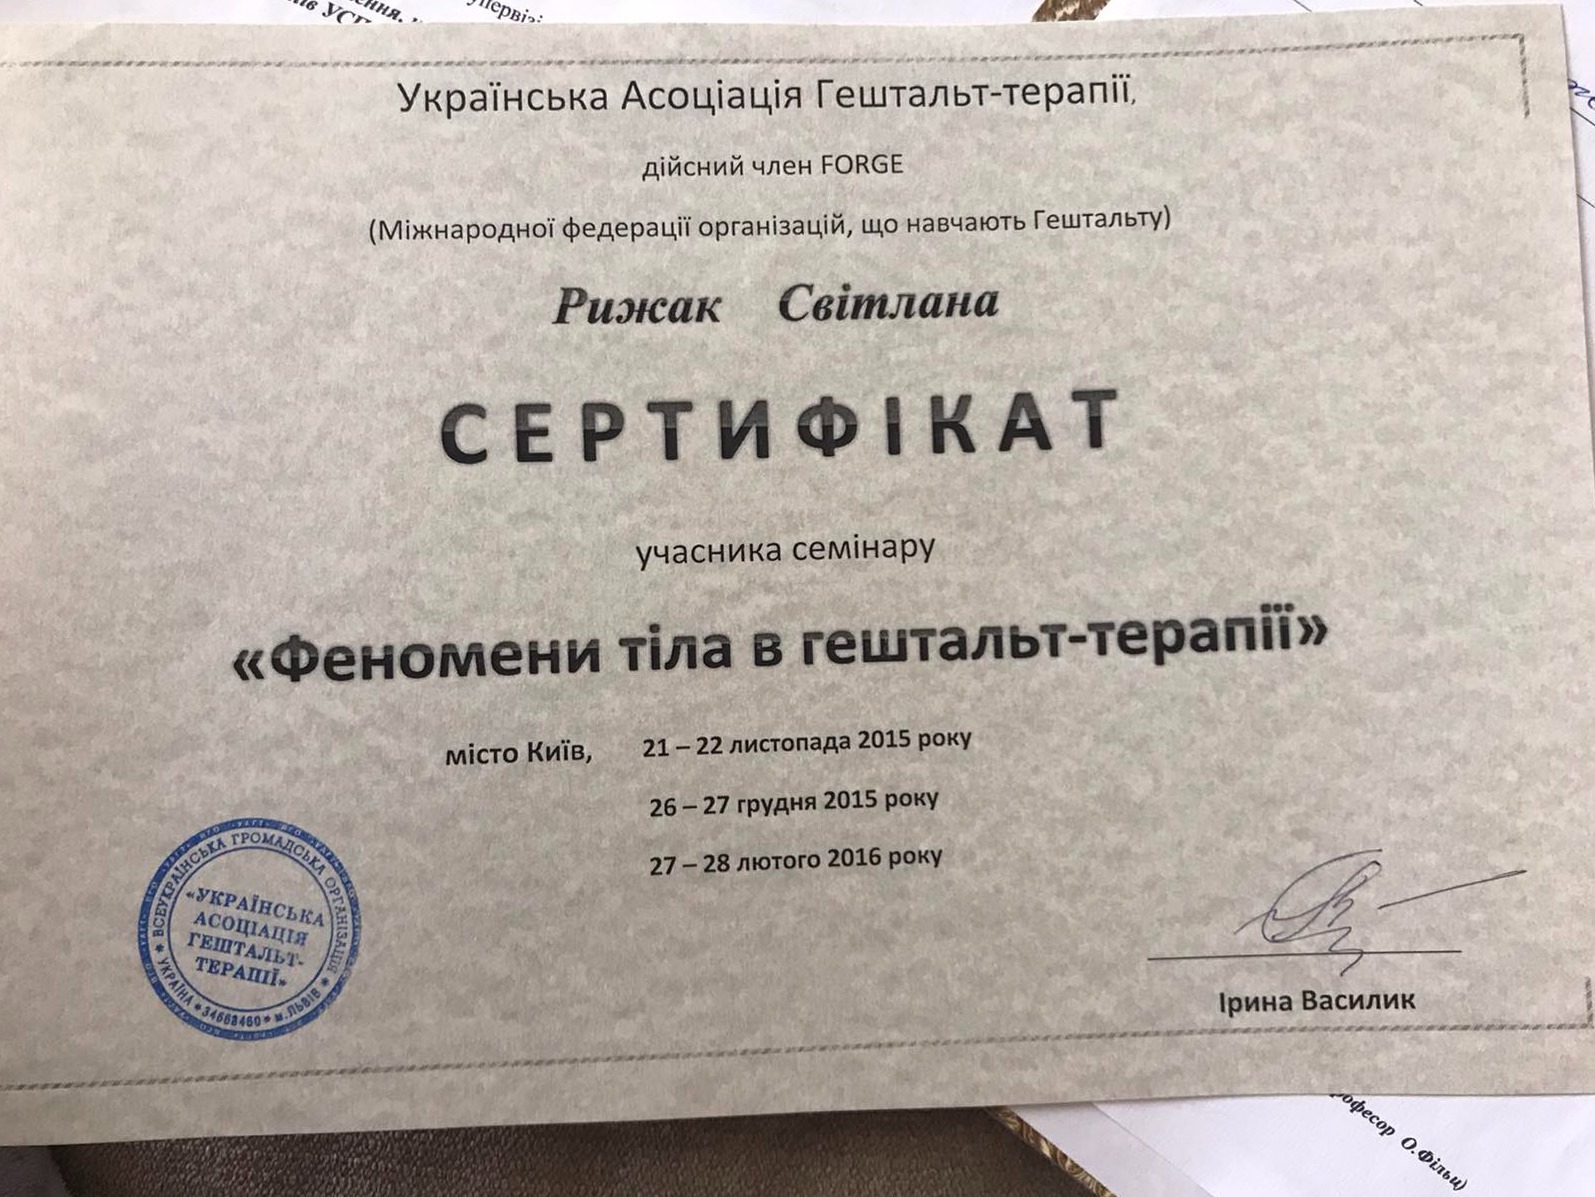 Українська Асоціація Гештальт-терапії,
дійсний член FORGE
(Міжнародної федерації організацій, що навчають Гештальту)
Рижак Світлана
СЕРТИФІКАТ
учасника семінару
«Феномени тіла в гештальт-терапії»
місто Київ, 21 – 22 листопада 2015 року
26 – 27 грудня 2015 року
27 – 28 лютого 2016 року
ВСЕУКРАЇНСЬКА ГРОМАДСЬКА ОРГАНІЗАЦІЯ
«УКРАЇНСЬКА
АСОЦІАЦІЯ
ГЕШТАЛЬТ-
ТЕРАПІЇ»
УКРАЇНА * 34668460 * м.ЛЬВІВ *
Ірина Василик
О.Фільц)